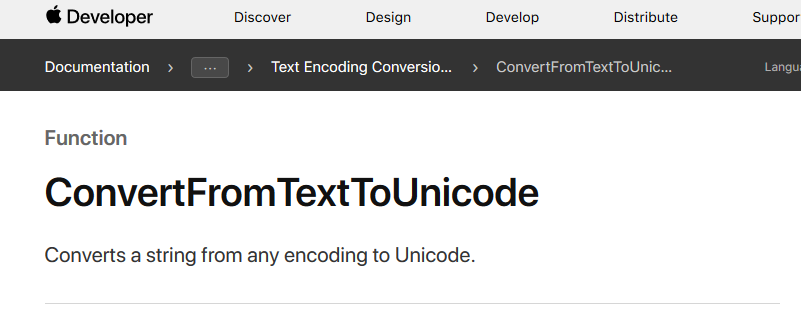 Developer Discover Design Develop Distribute Suppor
Documentation › ... › Text Encoding Conversio... › ConvertFromTextToUnic... Langua
Function
ConvertFromTextToUnicode
Converts a string from any encoding to Unicode.